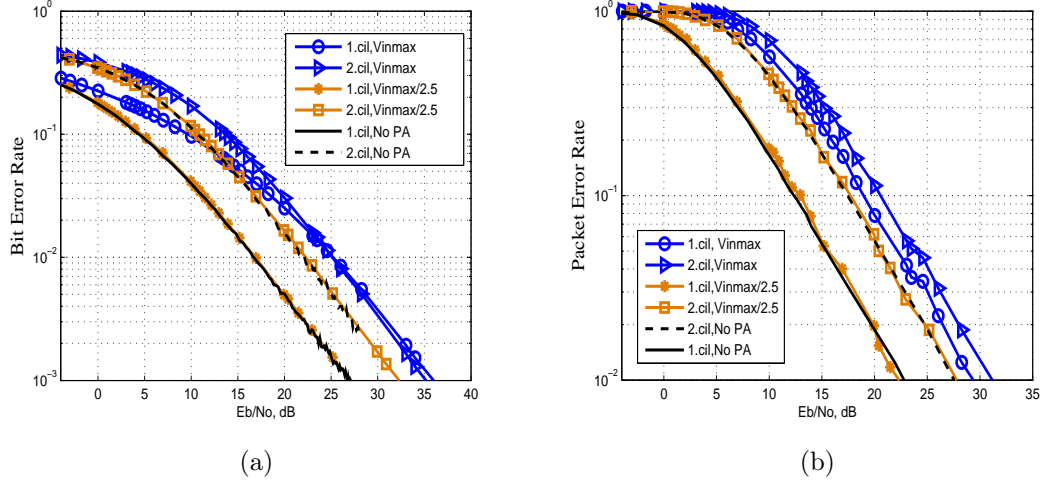 10^0
10^-1
10^-2
10^-3
-5 0 5 10 15 20 25 30 35 40
Eb/No, dB
Bit Error Rate
1.cil,Vinmax
2.cil,Vinmax
1.cil,Vinmax/2.5
2.cil,Vinmax/2.5
1.cil,No PA
2.cil,No PA
(a)
10^0
10^-1
10^-2
0 5 10 15 20 25 30 35
Eb/No, dB
Packet Error Rate
1.cil, Vinmax
2.cil,Vinmax
1.cil,Vinmax/2.5
2.cil,Vinmax/2.5
2.cil,No PA
1.cil,No PA
(b)